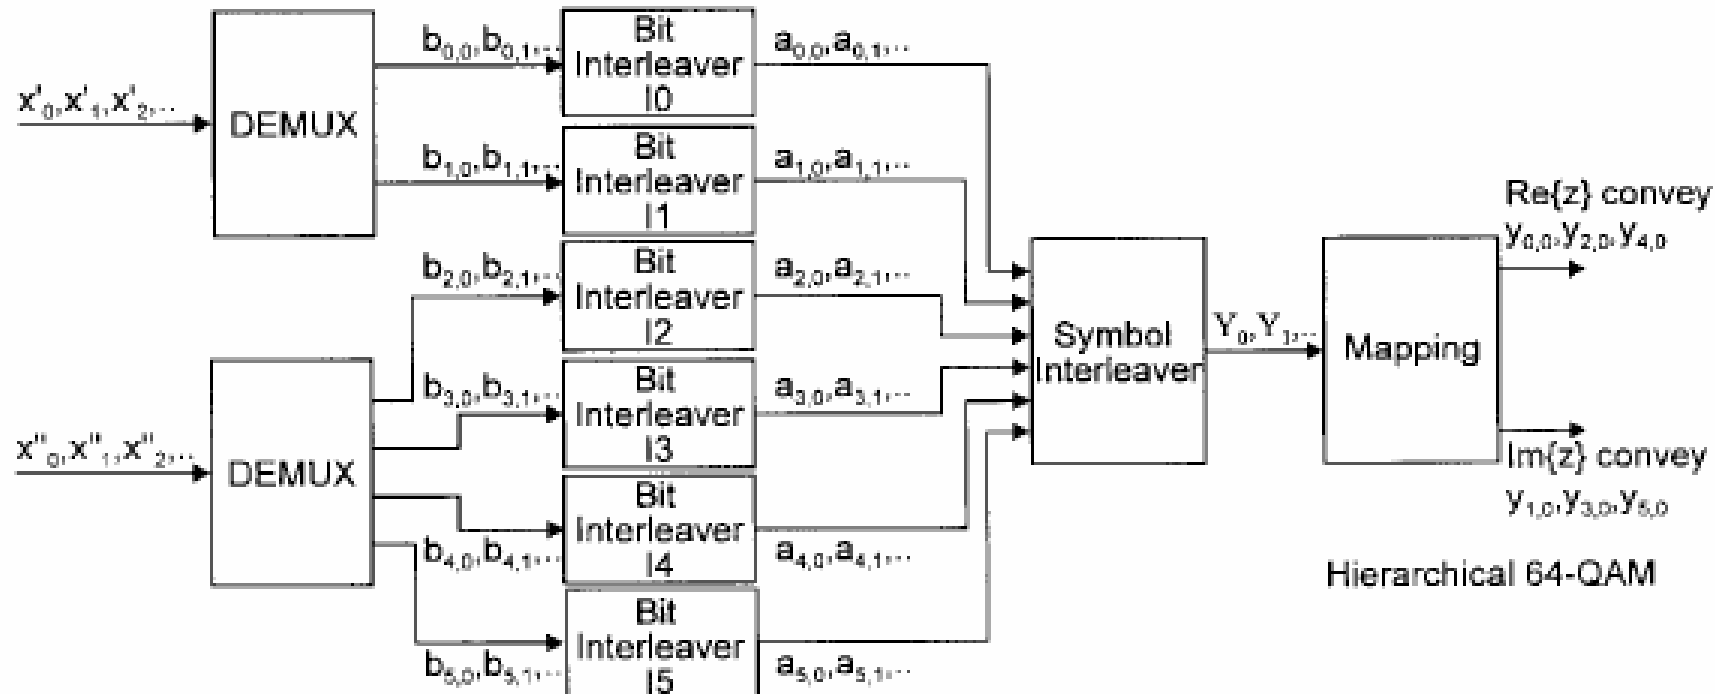 x'₀,x'₁,x'₂,..
DEMUX
b₀,₀,b₀,₁,..
Bit
Interleaver
I0
a₀,₀,a₀,₁,..
b₁,₀,b₁,₁,..
Bit
Interleaver
I1
a₁,₀,a₁,₁,..
b₂,₀,b₂,₁,..
Bit
Interleaver
I2
a₂,₀,a₂,₁,..
x"₀,x"₁,x"₂,..
DEMUX
b₃,₀,b₃,₁,..
Bit
Interleaver
I3
a₃,₀,a₃,₁,..
b₄,₀,b₄,₁,..
Bit
Interleaver
I4
a₄,₀,a₄,₁,..
b₅,₀,b₅,₁,..
Bit
Interleaver
I5
a₅,₀,a₅,₁,..
Symbol
Interleaver
Y₀,Y₁,..
Mapping
Re{z} convey
y₀,₀,y₂,₀,y₄,₀
Im{z} convey
y₁,₀,y₃,₀,y₅,₀
Hierarchical 64-QAM